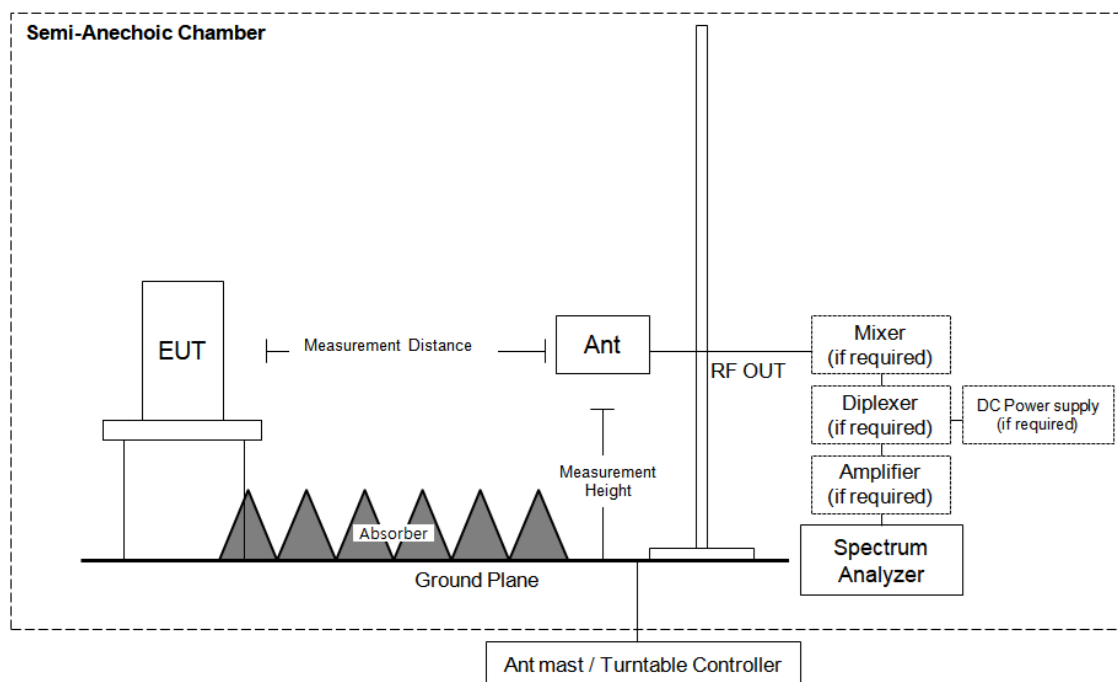 Semi-Anechoic Chamber
EUT
Measurement Distance
Ant
RF OUT
Mixer
(if required)
Diplexer
(if required)
DC Power supply
(if required)
Amplifier
(if required)
Measurement
Height
Absorber
Spectrum
Analyzer
Ground Plane
Ant mast / Turntable Controller